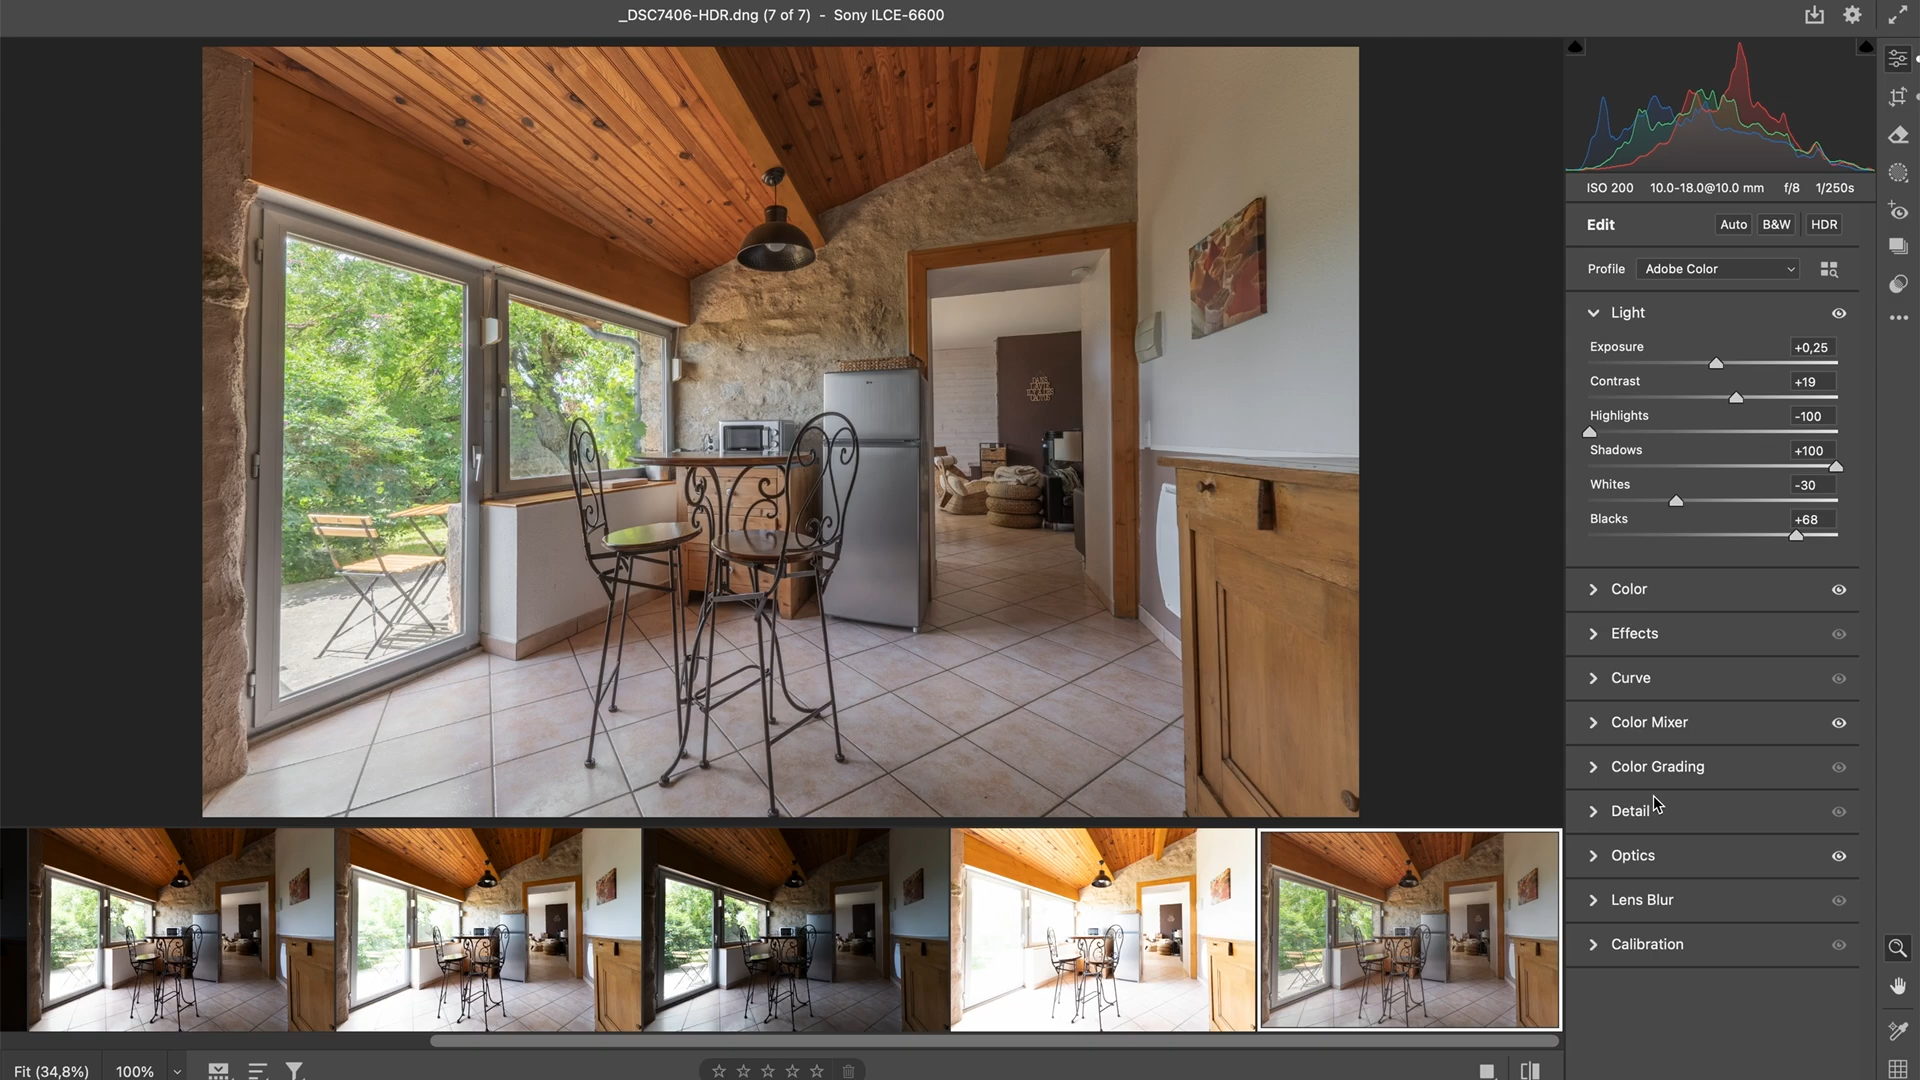 _DSC7406-HDR.dng (7 of 7)  -  Sony ILCE-6600
ISO 200 10.0-18.0@10.0 mm f/8 1/250s
Edit Auto B&W HDR
Profile Adobe Color
Light
Exposure +0,25
Contrast +19
Highlights -100
Shadows +100
Whites -30
Blacks +68
Color
Effects
Curve
Color Mixer
Color Grading
Detail
Optics
Lens Blur
Calibration
Fit (34,8%) 100%